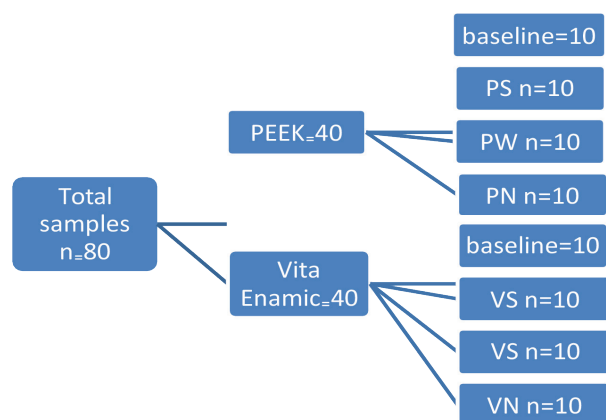 Total
samples
n=80
PEEK=40
Vita
Enamic=40
baseline=10
PS n=10
PW n=10
PN n=10
baseline=10
VS n=10
VS n=10
VN n=10